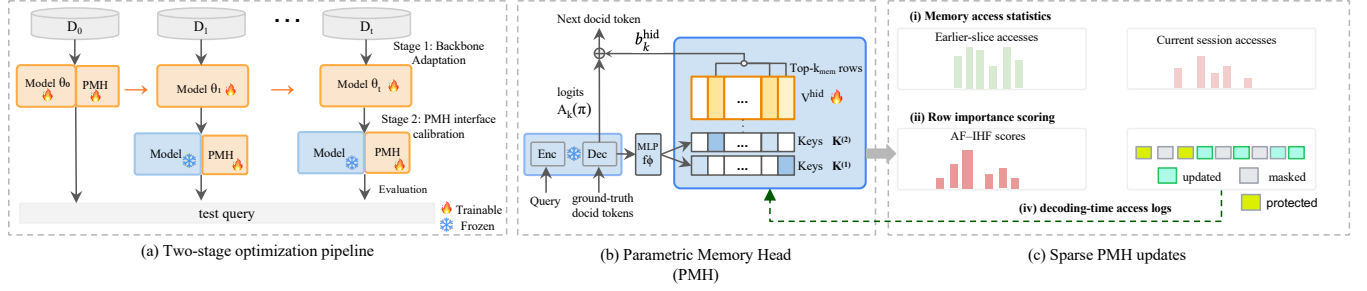 D0
D1
• • •
Dt
Stage 1: Backbone
Adaptation
Model θ0
PMH
Model θ1
Model θt
Stage 2: PMH interface
calibration
Model
PMH
Model
PMH
Evaluation
test query
Trainable
Frozen
(a) Two-stage optimization pipeline
Next docid token
b_k^hid
logits
A_k(π)
Top-k_mem rows
...
V^hid
Enc
Dec
MLP
fϕ
...
Keys K^(2)
...
Keys K^(1)
Query
ground-truth
docid tokens
(b) Parametric Memory Head
(PMH)
(i) Memory access statistics
Earlier-slice accesses
Current session accesses
(ii) Row importance scoring
AF–IHF scores
updated
masked
(iv) decoding-time access logs
protected
(c) Sparse PMH updates